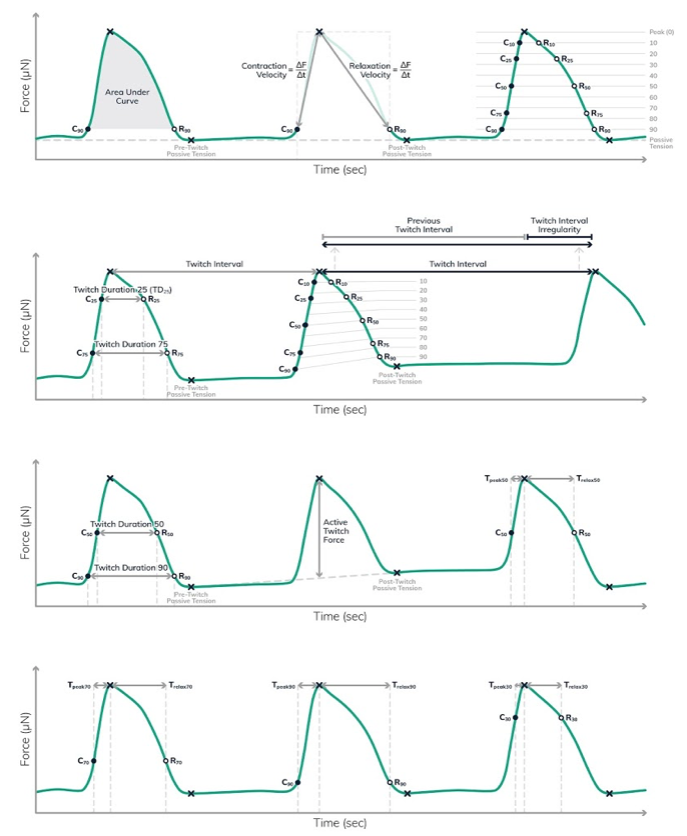 Force (µN)
Area Under
Curve
C₉₀
R₉₀
Pre-Twitch
Passive Tension
Contraction = ΔF
Velocity Δt
Relaxation = ΔF
Velocity Δt
C₉₀
R₉₀
Post-Twitch
Passive Tension
Peak (0)
C₁₀
R₁₀
10
20
C₂₅
R₂₅
30
40
C₅₀
R₅₀
50
60
70
C₇₅
R₇₅
80
C₉₀
R₉₀
90
Passive
Tension
Time (sec)
Previous
Twitch Interval
Twitch Interval
Irregularity
Force (µN)
Twitch Interval
Twitch Interval
Twitch Duration 25 (TD₂₅)
C₂₅
R₂₅
Twitch Duration 75
C₇₅
R₇₅
Pre-Twitch
Passive Tension
C₁₀
R₁₀
10
C₂₅
R₂₅
20
30
40
C₅₀
R₅₀
50
60
70
C₇₅
R₇₅
80
C₉₀
R₉₀
90
Post-Twitch
Passive Tension
Time (sec)
Force (µN)
Twitch Duration 50
C₅₀
R₅₀
Twitch Duration 90
C₉₀
R₉₀
Pre-Twitch
Passive Tension
Active
Twitch
Force
Post-Twitch
Passive Tension
Tpeak50
Trelax50
C₅₀
R₅₀
Time (sec)
Force (µN)
Tpeak70
Trelax70
C₇₀
R₇₀
Tpeak90
Trelax90
C₉₀
R₉₀
Tpeak30
Trelax30
C₃₀
R₃₀
Time (sec)